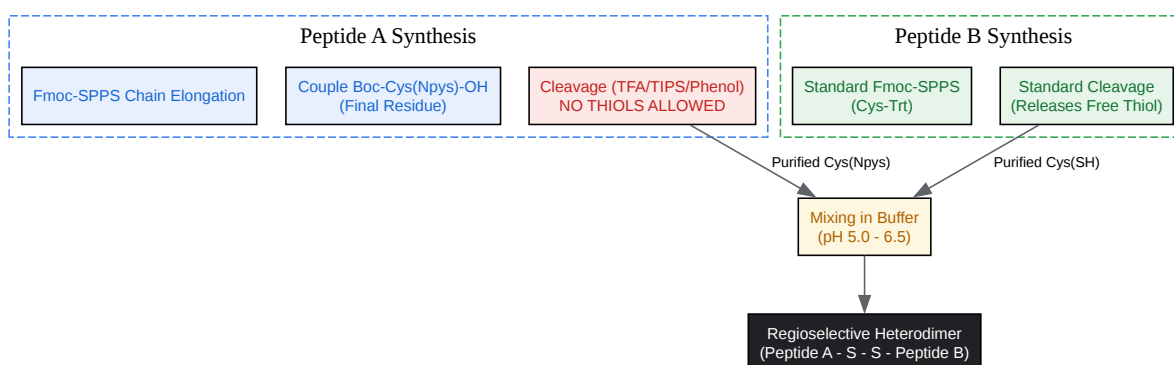 Peptide A Synthesis
Peptide B Synthesis
Fmoc-SPPS Chain Elongation
Couple Boc-Cys(Npys)-OH
(Final Residue)
Cleavage (TFA/TIPS/Phenol)
NO THIOLS ALLOWED
Standard Fmoc-SPPS
(Cys-Trt)
Standard Cleavage
(Releases Free Thiol)
Purified Cys(Npys)
Purified Cys(SH)
Mixing in Buffer
(pH 5.0 - 6.5)
Regioselective Heterodimer
(Peptide A - S - S - Peptide B)